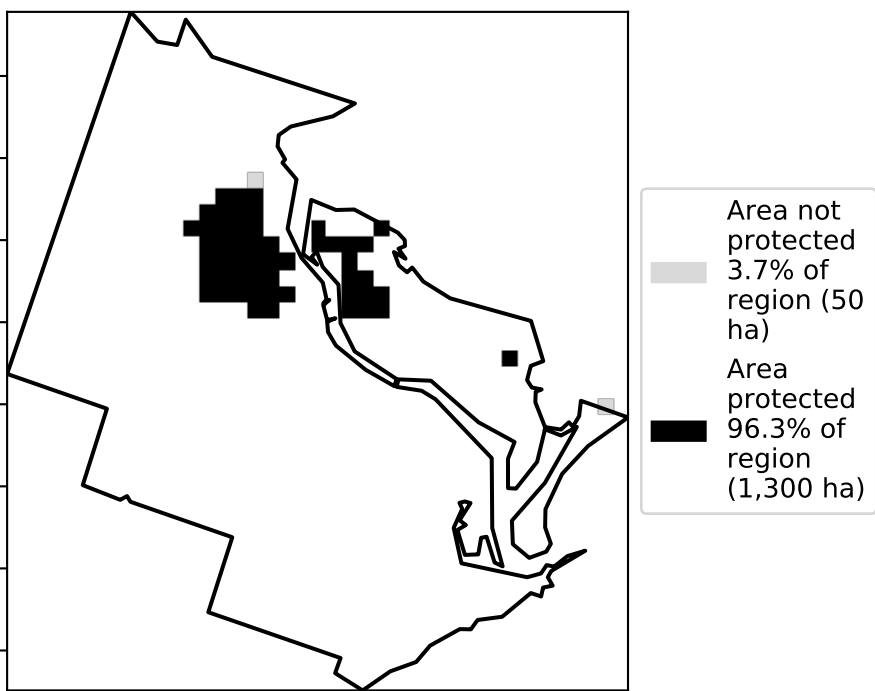 Area not
protected
3.7% of
region (50
ha)
Area
protected
96.3% of
region
(1,300 ha)